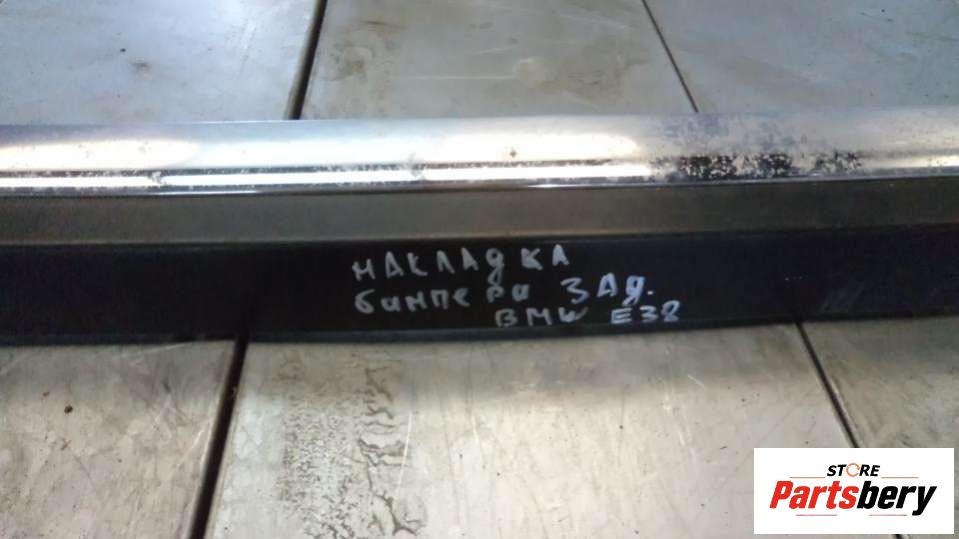 накладка
бампера зад.
BMW E38
STORE
Partsbery